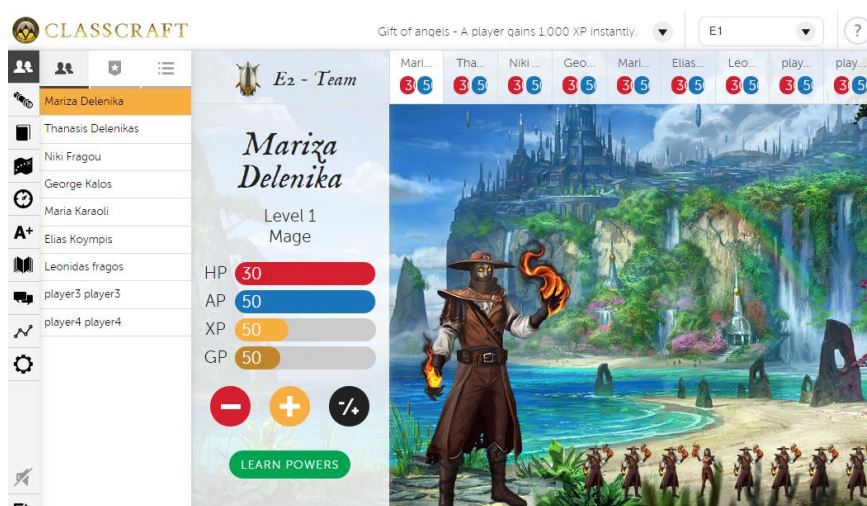 CLASSCRAFT
Gift of angels - A player gains 1.000 XP instantly.
E1
?
Mariza Delenika
Thanasis Delenikas
Niki Fragou
George Kalos
Maria Karaoli
Elias Koympis
Leonidas fragos
player3 player3
player4 player4
A+
E2 - Team
Mariza
Delenika
Level 1
Mage
HP 30
AP 50
XP 50
GP 50
-/+
LEARN POWERS
Mari... Tha... Niki ... Geo... Mari... Elias... Leo... play... play...